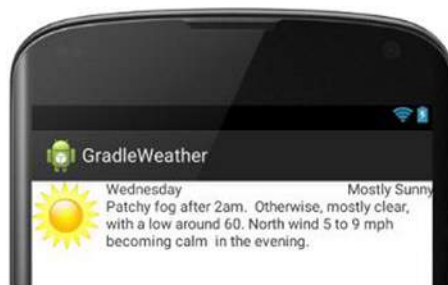 GradleWeather
Wednesday Mostly Sunny
Patchy fog after 2am. Otherwise, mostly clear,
with a low around 60. North wind 5 to 9 mph
becoming calm in the evening.